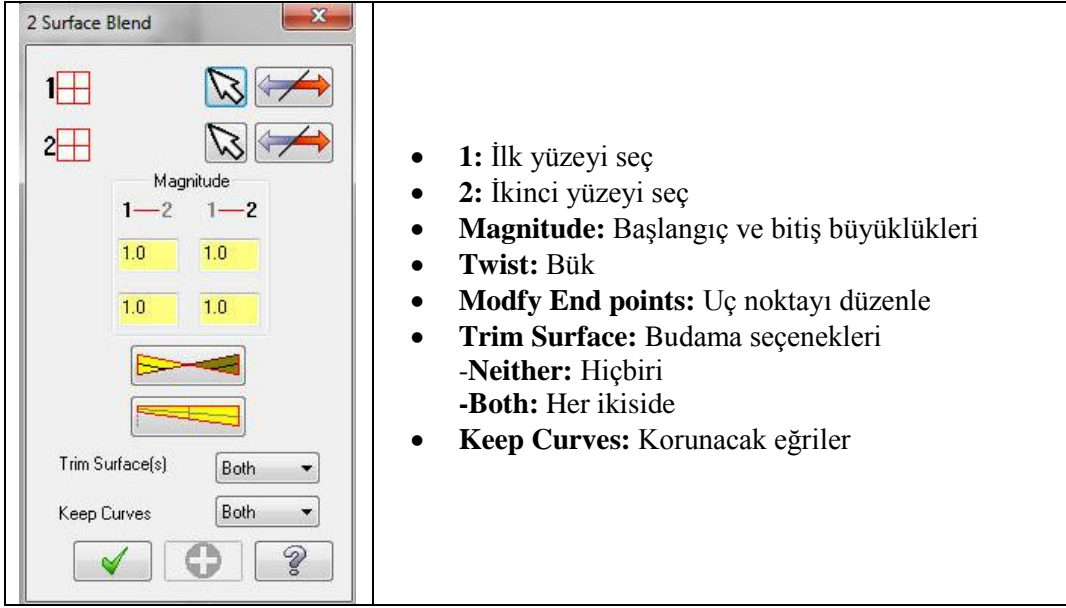 2 Surface Blend
1
2
Magnitude
1—2 1—2
1.0 1.0
1.0 1.0
Trim Surface(s) Both
Keep Curves Both
• 1: İlk yüzeyi seç
• 2: İkinci yüzeyi seç
• Magnitude: Başlangıç ve bitiş büyüklükleri
• Twist: Bük
• Modfy End points: Uç noktayı düzenle
• Trim Surface: Budama seçenekleri
-Neither: Hiçbiri
-Both: Her ikiside
• Keep Curves: Korunacak eğriler